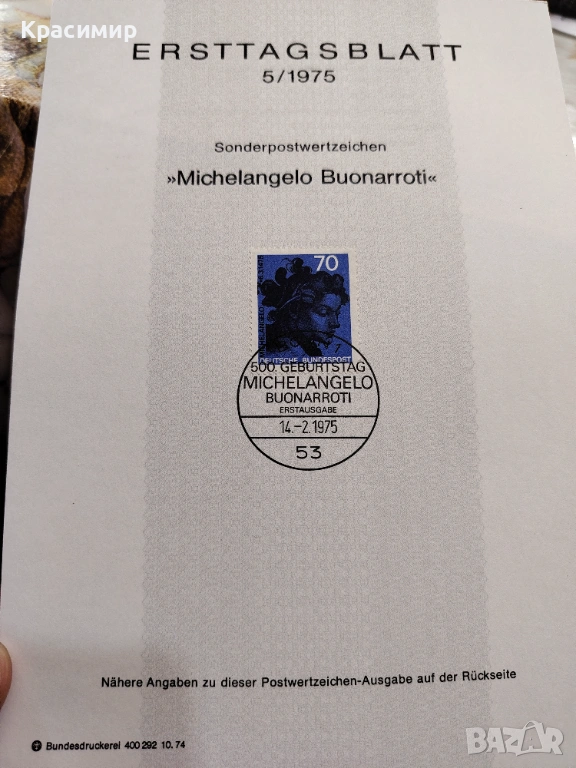 Красимир
ERSTTAGSBLATT
5/1975
Sonderpostwertzeichen
»Michelangelo Buonarroti«
70
DEUTSCHE BUNDESPOST
500. GEBURTSTAG
MICHELANGELO
BUONARROTI
ERSTAUSGABE
14.-2.1975
53
Nähere Angaben zu dieser Postwertzeichen-Ausgabe auf der Rückseite
Bundesdruckerei 400 292 10.74
BAZAR